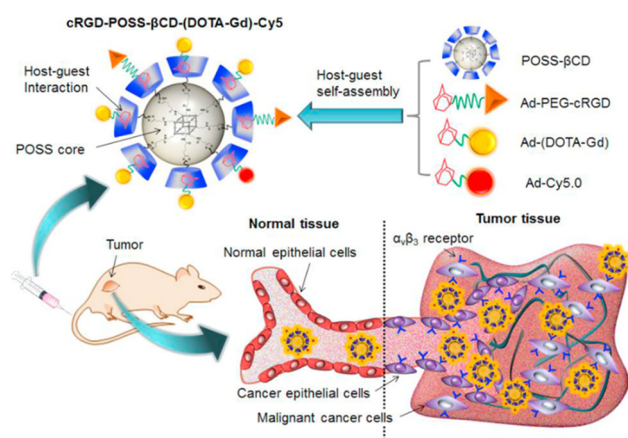 cRGD-POSS-βCD-(DOTA-Gd)-Cy5
Host-guest
Interaction
POSS core
Host-guest
self-assembly
POSS-βCD
Ad-PEG-cRGD
Ad-(DOTA-Gd)
Ad-Cy5.0
Tumor
Normal tissue
Normal epithelial cells
Tumor tissue
αvβ3 receptor
Cancer epithelial cells
Malignant cancer cells